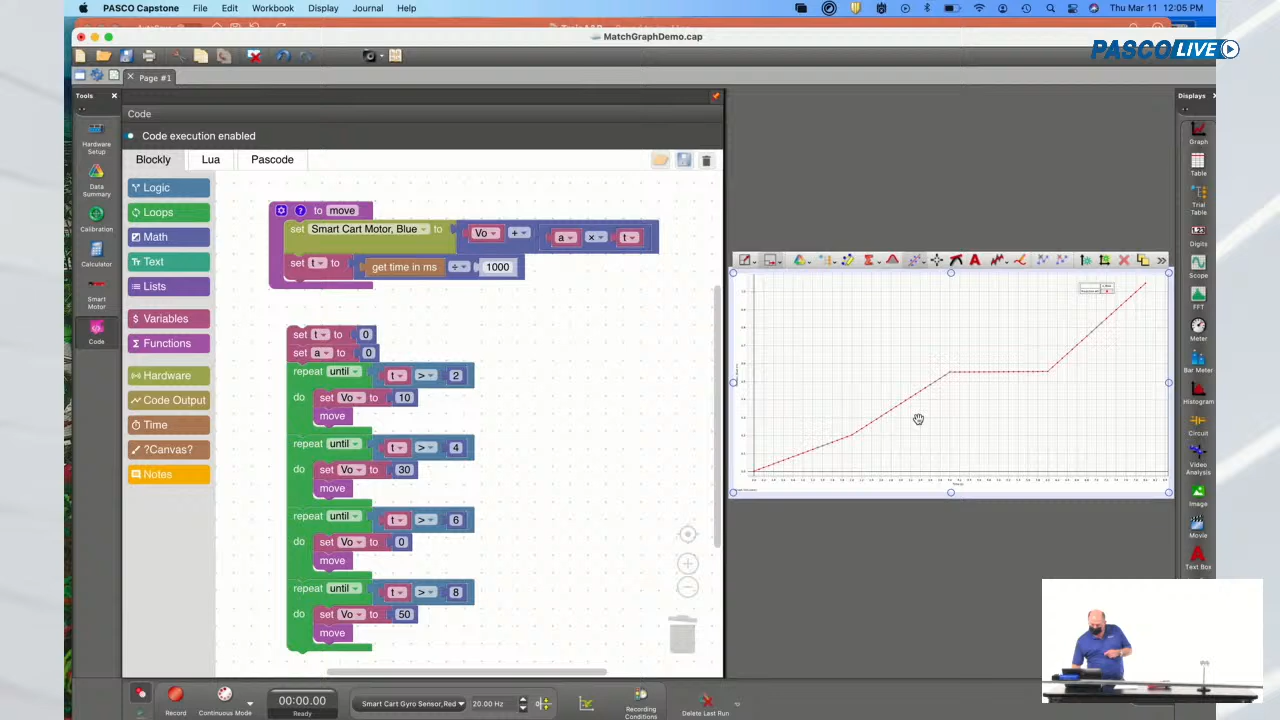 PASCO Capstone File Edit Workbook Display Journal Help
Thu Mar 11 12:05 PM
MatchGraphDemo.cap
PASCO LIVE
Page #1
Tools
Displays
Code
Code execution enabled
Blockly Lua Pascode
Hardware Setup
Data Summary
Calibration
Calculator
Smart Motor
Code
Logic
Loops
Math
Text
Lists
Variables
Functions
Hardware
Code Output
Time
?Canvas?
Notes
to move
set Smart Cart Motor, Blue to Vo + a × t
set t to get time in ms ÷ 1000
set t to 0
set a to 0
repeat until t > 2
do set Vo to 10
move
repeat until t > 4
do set Vo to 30
move
repeat until t > 6
do set Vo to 0
move
repeat until t > 8
do set Vo to 50
move
Graph
Table
Trial Table
Digits
Scope
FFT
Meter
Bar Meter
Histogram
Circuit
Video Analysis
Image
Movie
Text Box
Record
Continuous Mode
00:00.00
Ready
Smart Cart Gyro Sensor,Red
20.00 Hz
Recording Conditions
Delete Last Run